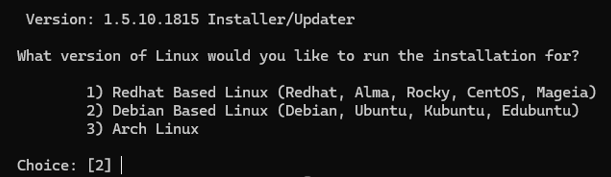 Version: 1.5.10.1815 Installer/Updater
What version of Linux would you like to run the installation for?
1) Redhat Based Linux (Redhat, Alma, Rocky, CentOS, Mageia)
2) Debian Based Linux (Debian, Ubuntu, Kubuntu, Edubuntu)
3) Arch Linux
Choice: [2]